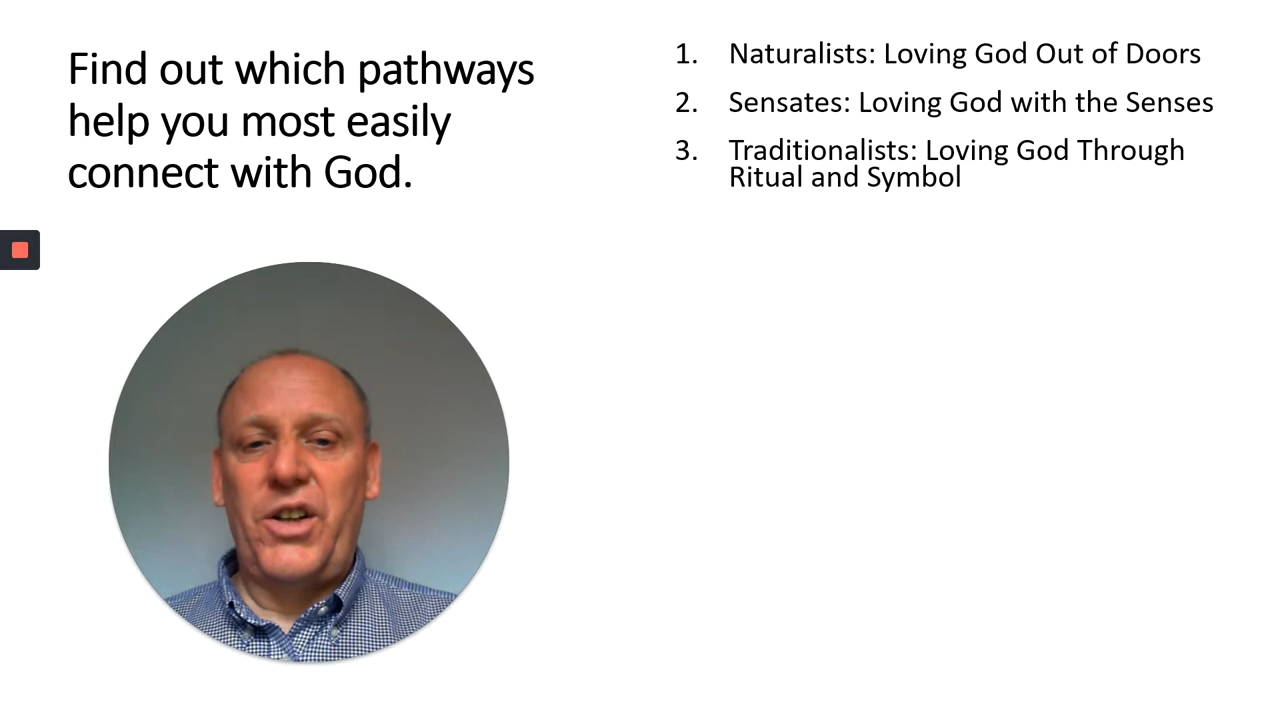 Find out which pathways
help you most easily
connect with God.
1. Naturalists: Loving God Out of Doors
2. Sensates: Loving God with the Senses
3. Traditionalists: Loving God Through
Ritual and Symbol